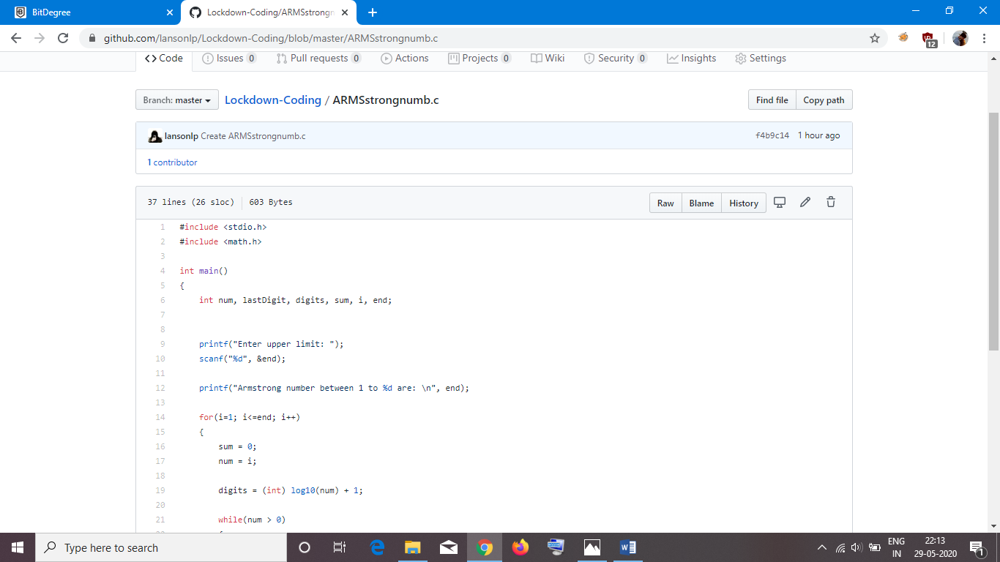 BitDegree
Lockdown-Coding/ARMSstrongn
github.com/lansonlp/Lockdown-Coding/blob/master/ARMSstrongnumb.c
12
Code Issues 0 Pull requests 0 Actions Projects 0 Wiki Security 0 Insights Settings
Branch: master Lockdown-Coding / ARMSstrongnumb.c Find file Copy path
lansonlp Create ARMSstrongnumb.c f4b9c14 1 hour ago
1 contributor
37 lines (26 sloc) 603 Bytes Raw Blame History
1 #include <stdio.h>
2 #include <math.h>
3
4 int main()
5 {
6 int num, lastDigit, digits, sum, i, end;
7
8
9 printf("Enter upper limit: ");
10 scanf("%d", &end);
11
12 printf("Armstrong number between 1 to %d are: \n", end);
13
14 for(i=1; i<=end; i++)
15 {
16 sum = 0;
17 num = i;
18
19 digits = (int) log10(num) + 1;
20
21 while(num > 0)
Type here to search
ENG
IN
22:13
29-05-2020
1